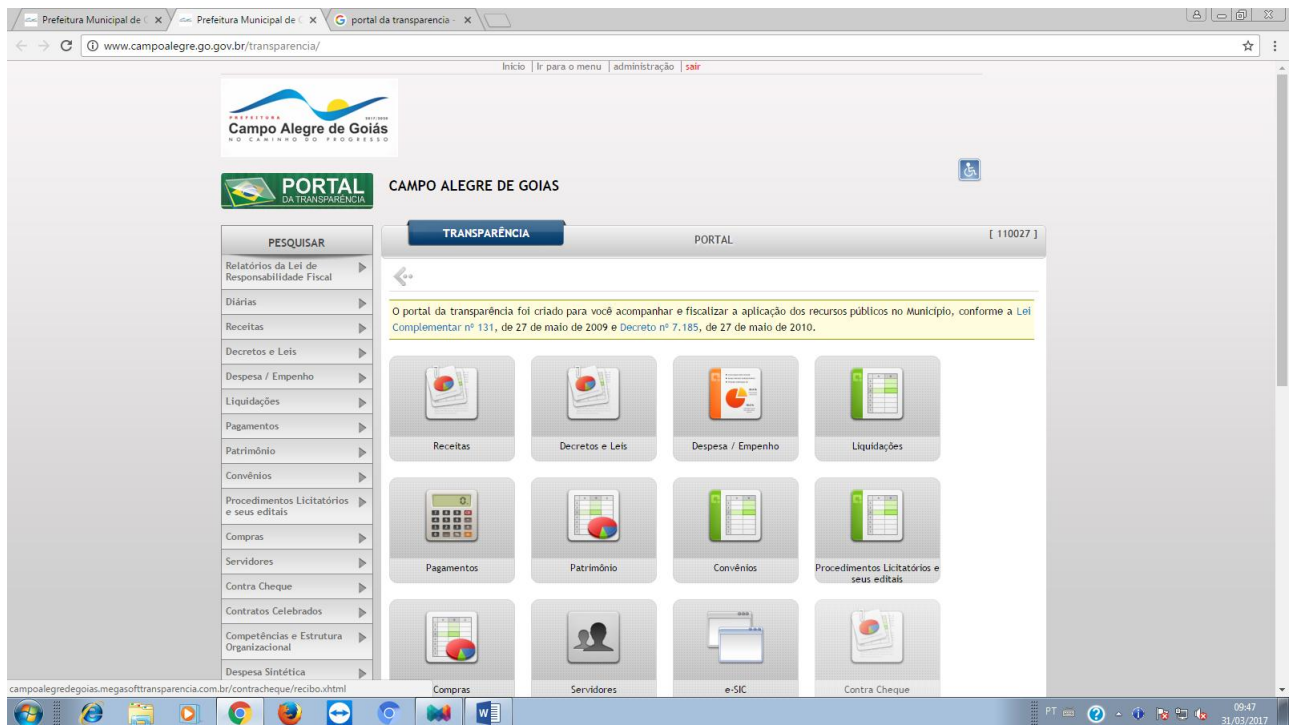 Prefeitura Municipal de C
Prefeitura Municipal de C
portal da transparencia -
www.campoalegre.go.gov.br/transparencia/
Inicio | Ir para o menu | administração | sair
PREFEITURA
Campo Alegre de Goiás
NO CAMINHO DO PROGRESSO
PORTAL
DA TRANSPARÊNCIA
CAMPO ALEGRE DE GOIAS
TRANSPARÊNCIA
PORTAL
[ 110027 ]
PESQUISAR
Relatórios da Lei de
Responsabilidade Fiscal
Diárias
Receitas
Decretos e Leis
Despesa / Empenho
Liquidações
Pagamentos
Patrimônio
Convênios
Procedimentos Licitatórios
e seus editais
Compras
Servidores
Contra Cheque
Contratos Celebrados
Competências e Estrutura
Organizacional
Despesa Sintética
O portal da transparência foi criado para você acompanhar e fiscalizar a aplicação dos recursos públicos no Município, conforme a Lei
Complementar nº 131, de 27 de maio de 2009 e Decreto nº 7.185, de 27 de maio de 2010.
Receitas
Decretos e Leis
Despesa / Empenho
Liquidações
Pagamentos
Patrimônio
Convênios
Procedimentos Licitatórios e
seus editais
Compras
Servidores
e-SIC
Contra Cheque
campoalegredegoias.megasofttransparencia.com.br/contracheque/recibo.xhtml
PT
09:47
31/03/2017